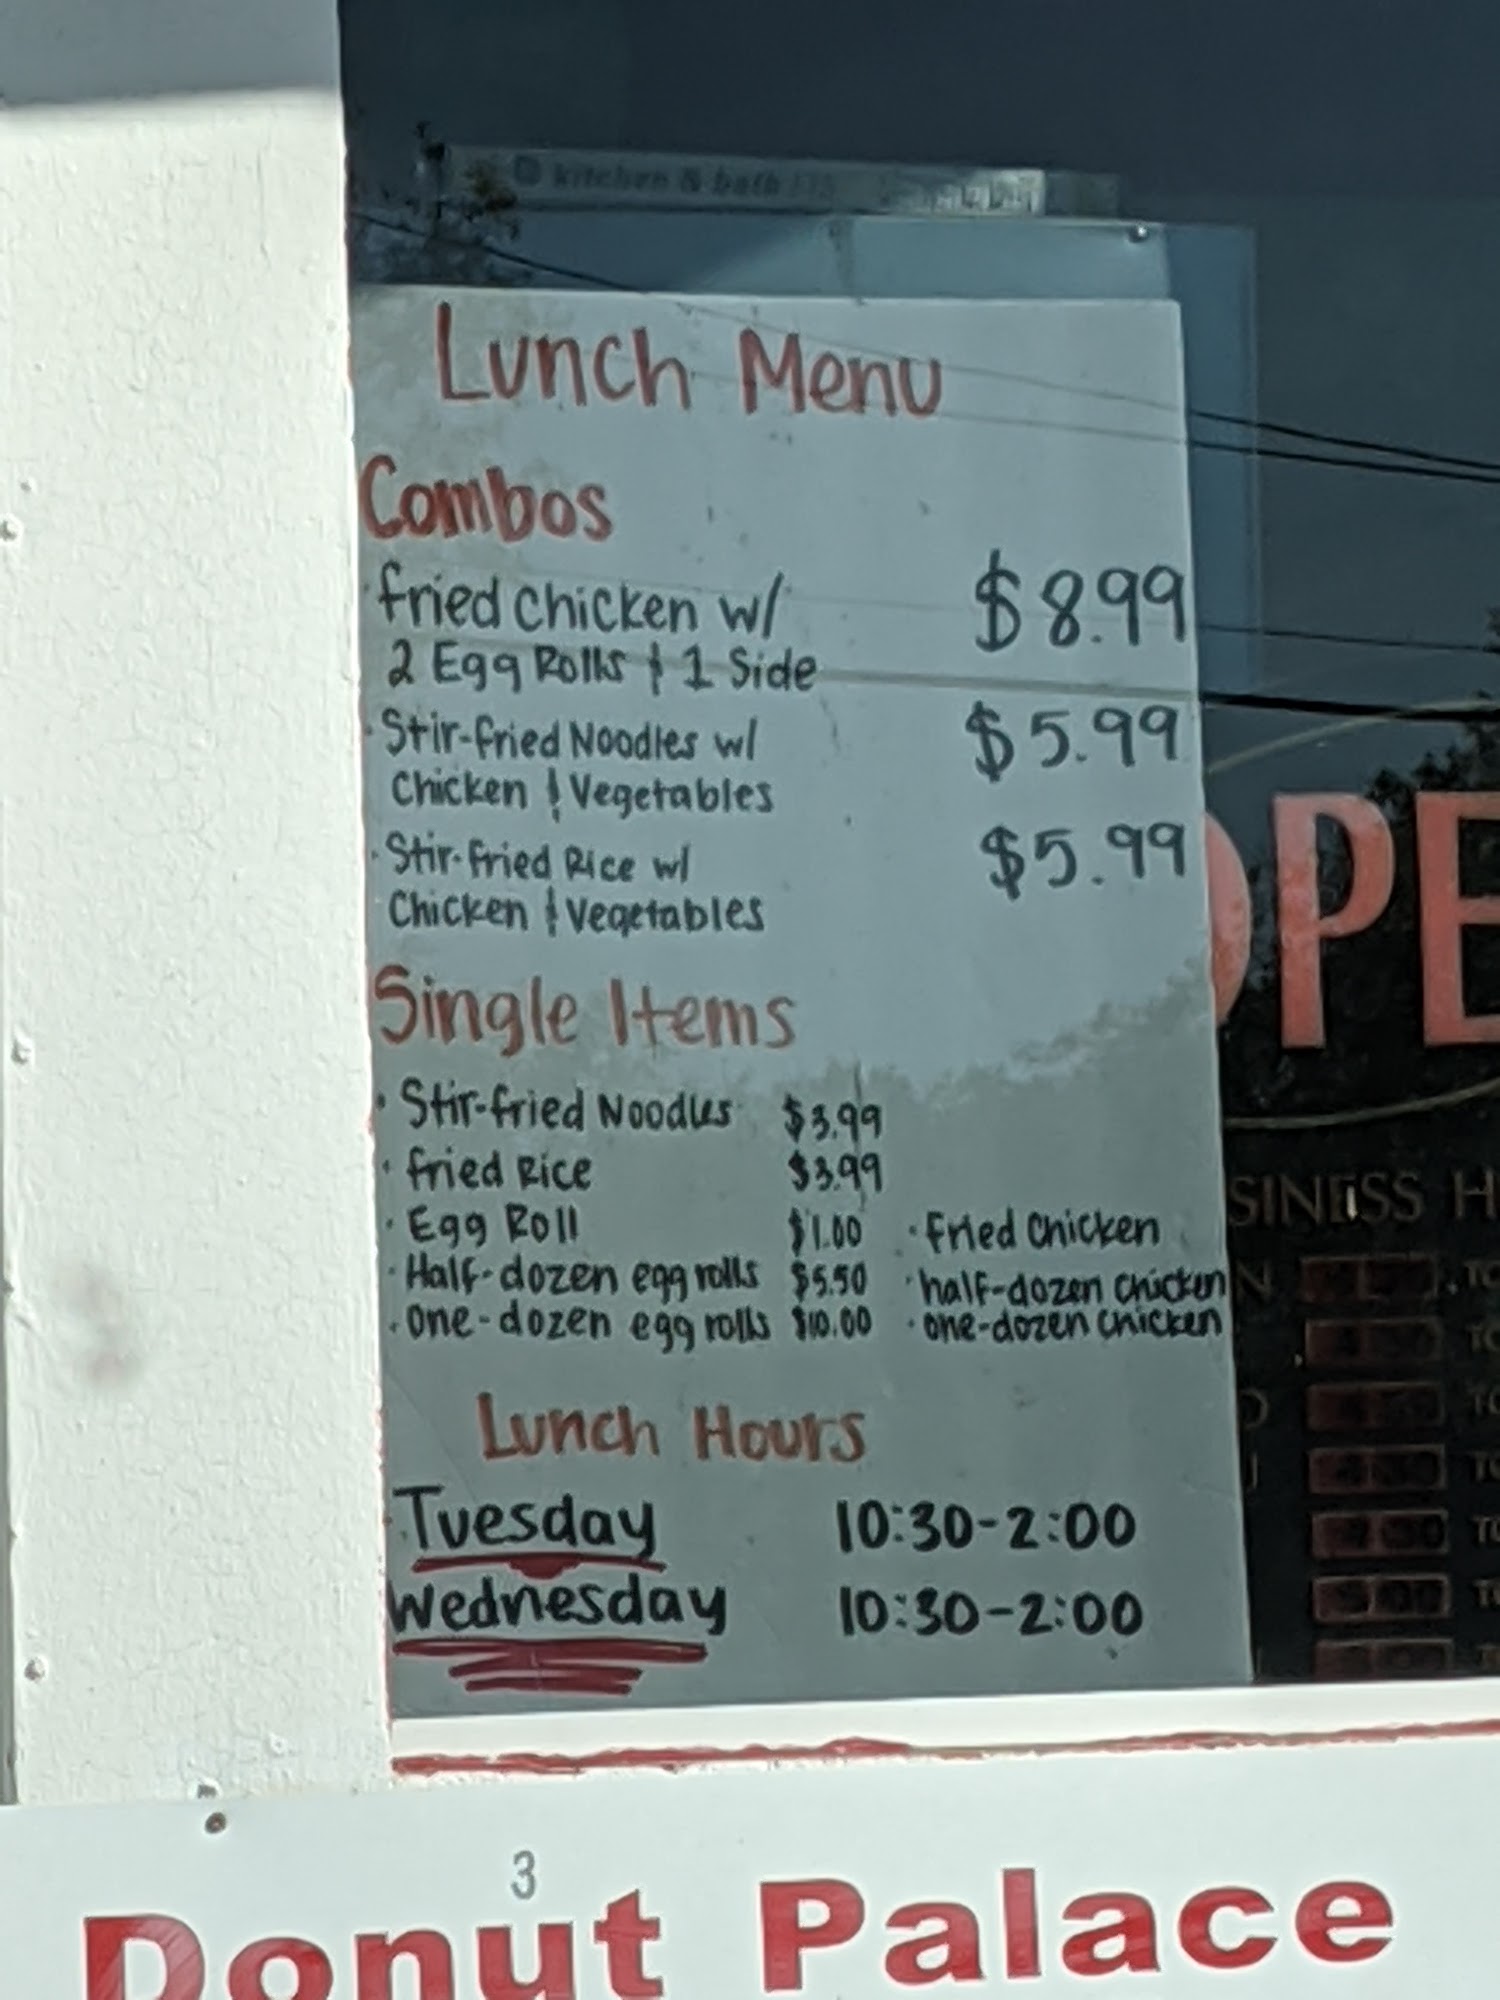 kitchen & bath
Lunch Menu
Combos
· fried chicken w/ $8.99
2 Egg Rolls & 1 Side
· Stir-fried Noodles w/ $5.99
Chicken & Vegetables
· Stir-fried Rice w/ $5.99
Chicken & Vegetables
Single Items
· Stir-fried Noodles $3.99
· fried Rice $3.99
· Egg Roll $1.00 · fried Chicken
· Half-dozen egg rolls $5.50 · half-dozen chicken
· one-dozen egg rolls $10.00 · one-dozen chicken
Lunch Hours
Tuesday 10:30-2:00
Wednesday 10:30-2:00
OPE
SINESS H
3
Donut Palace